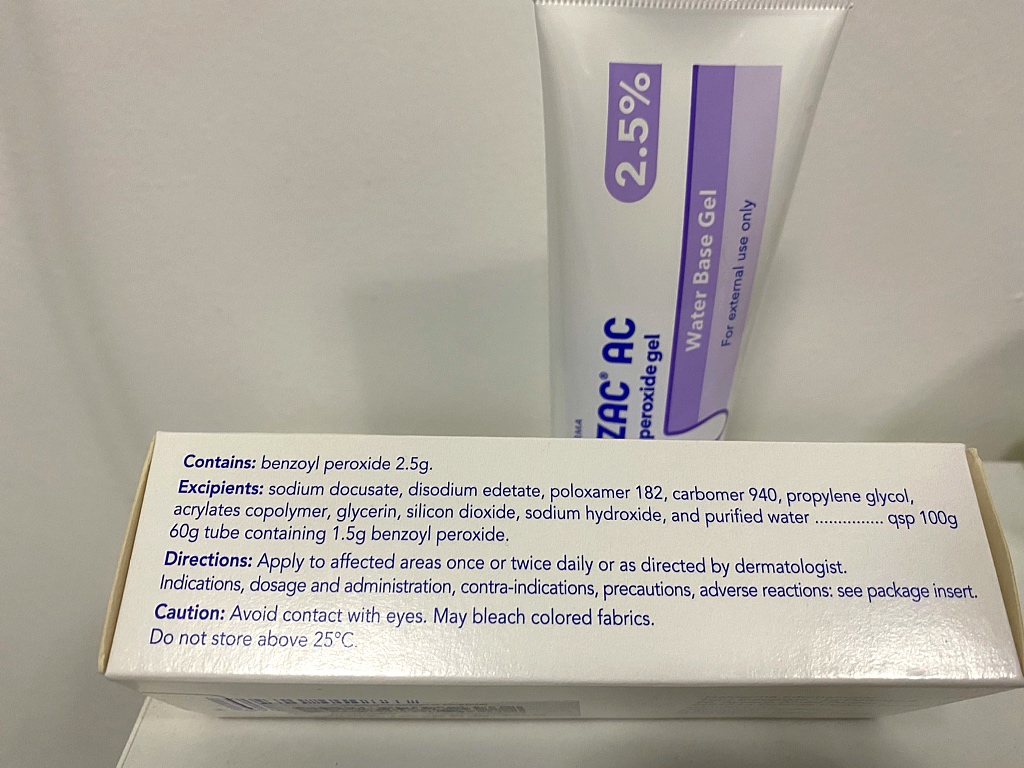 2.5%
Water Base Gel
For external use only
ZAC® AC
peroxide gel
Contains: benzoyl peroxide 2.5g.
Excipients: sodium docusate, disodium edetate, poloxamer 182, carbomer 940, propylene glycol,
acrylates copolymer, glycerin, silicon dioxide, sodium hydroxide, and purified water ............... qsp 100g
60g tube containing 1.5g benzoyl peroxide.
Directions: Apply to affected areas once or twice daily or as directed by dermatologist.
Indications, dosage and administration, contra-indications, precautions, adverse reactions: see package insert.
Caution: Avoid contact with eyes. May bleach colored fabrics.
Do not store above 25°C.